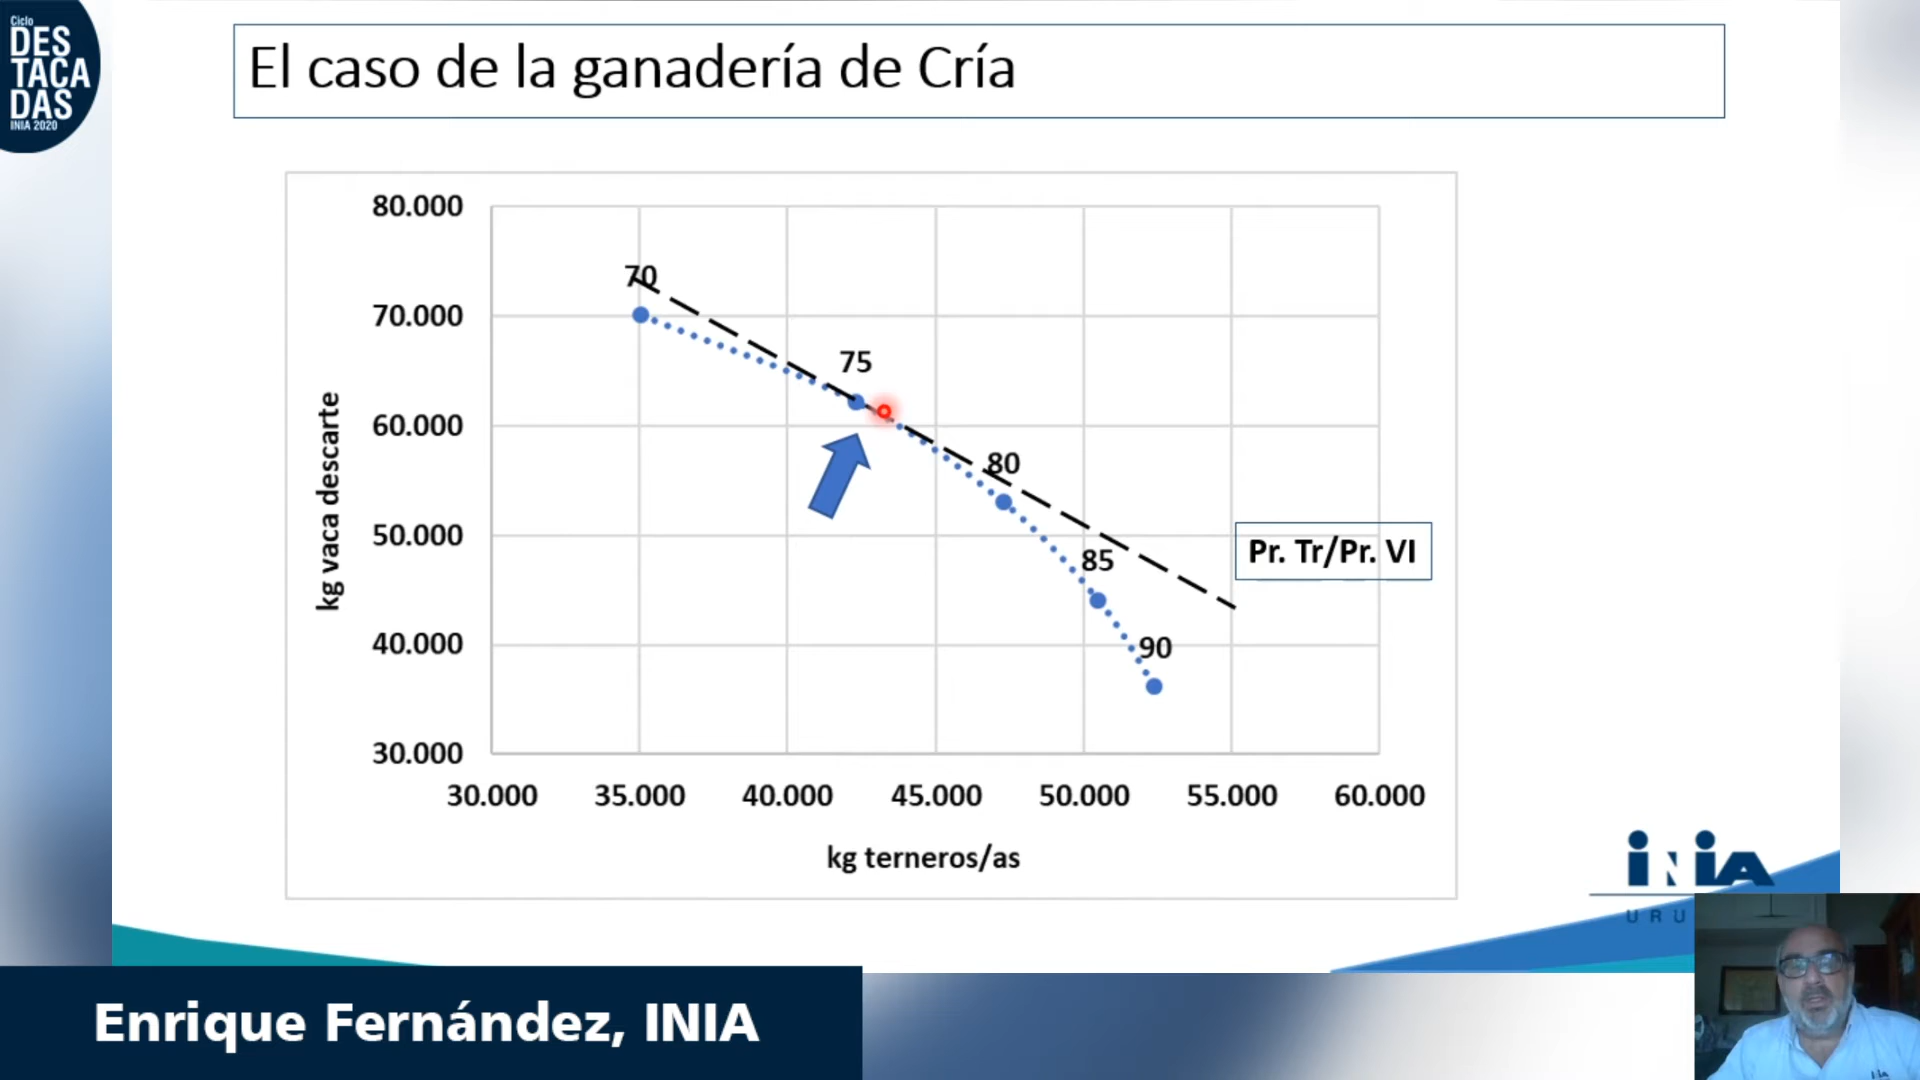 Ciclo
DES
TACA
DAS
INIA 2020
El caso de la ganadería de Cría
80.000
70.000
60.000
50.000
40.000
30.000
kg vaca descarte
70
75
80
85
90
Pr. Tr/Pr. VI
30.000 35.000 40.000 45.000 50.000 55.000 60.000
kg terneros/as
INIA
URU
Enrique Fernández, INIA